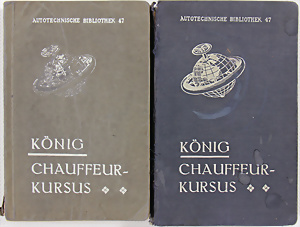 AUTOTECHNISCHE BIBLIOTHEK 47
KÖNIG
CHAUFFEUR-
KURSUS
AUTOTECHNISCHE BIBLIOTHEK 47
KÖNIG
CHAUFFEUR-
KURSUS